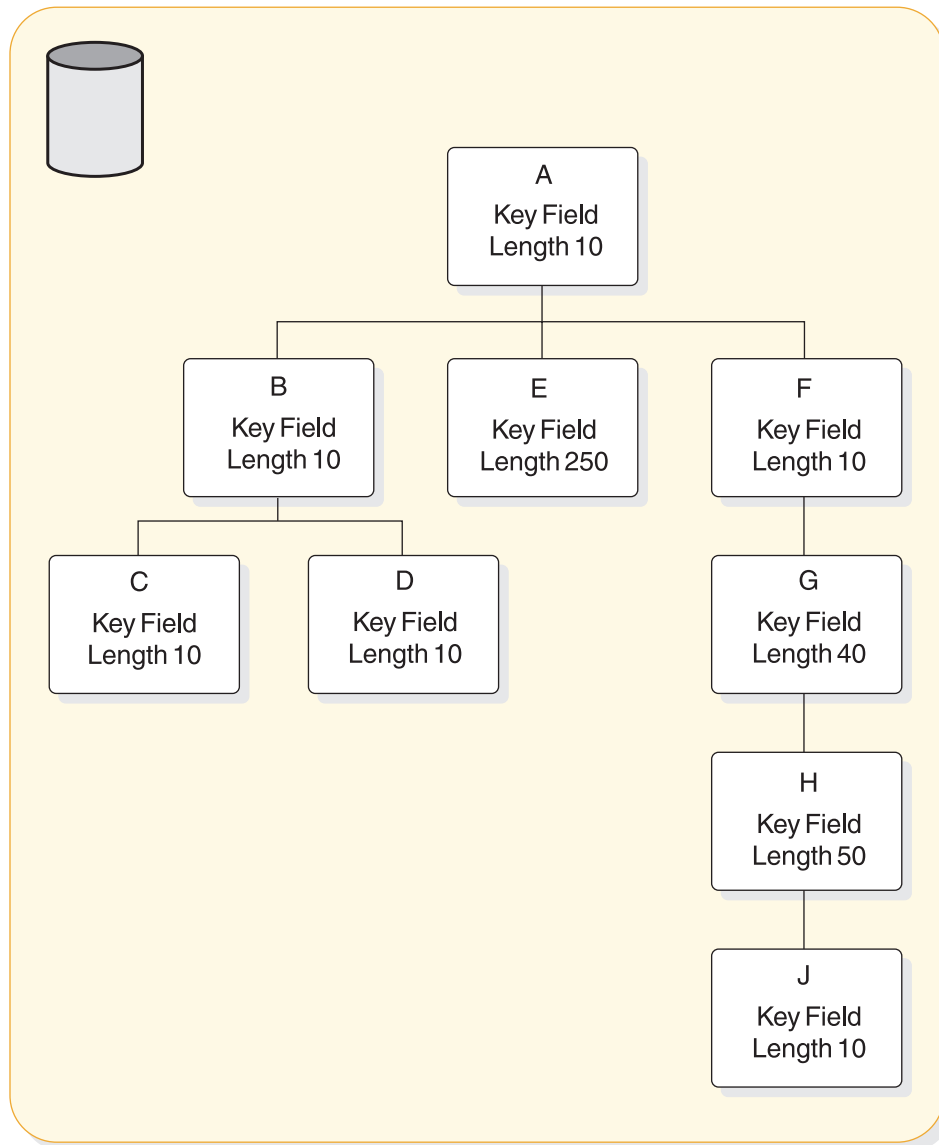 A
Key Field
Length 10
B
Key Field
Length 10
E
Key Field
Length 250
F
Key Field
Length 10
C
Key Field
Length 10
D
Key Field
Length 10
G
Key Field
Length 40
H
Key Field
Length 50
J
Key Field
Length 10